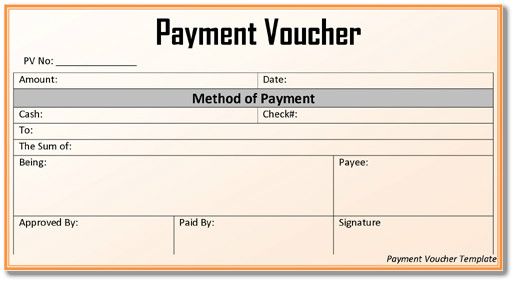 Payment Voucher
PV No: _______________
Amount: Date:
Method of Payment
Cash: Check#:
To:
The Sum of:
Being: Payee:
Approved By: Paid By: Signature
Payment Voucher Template